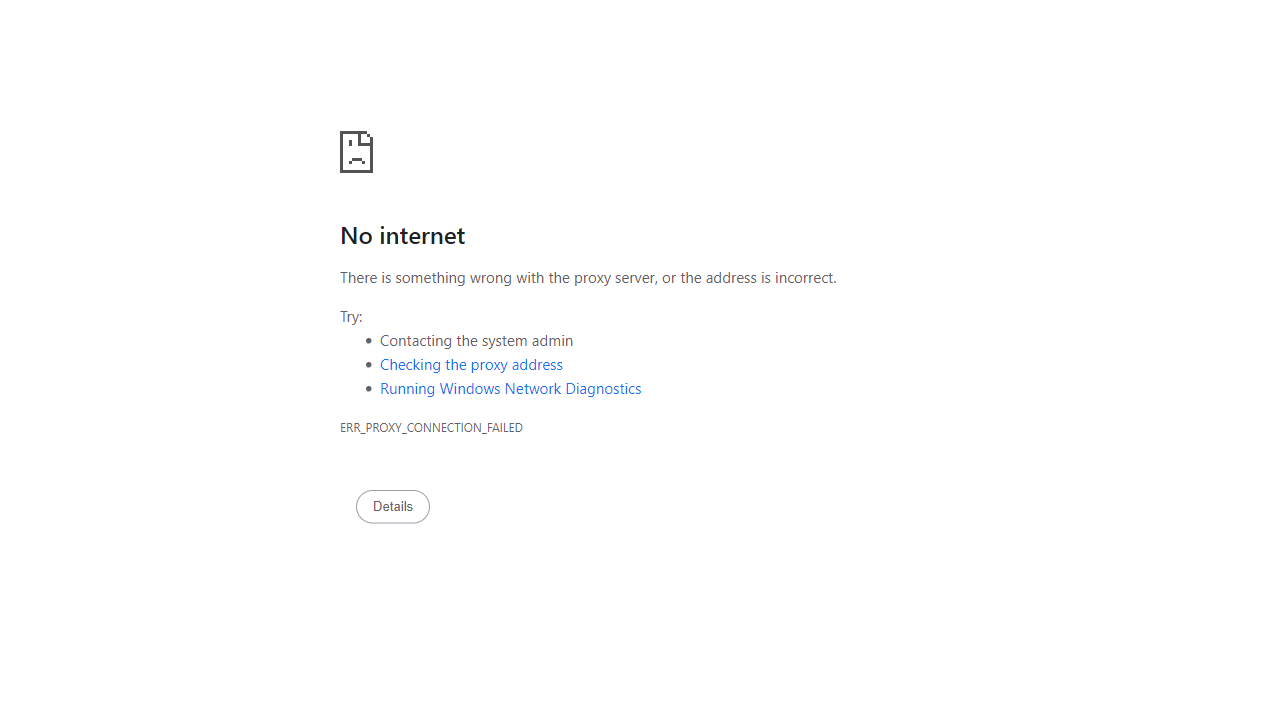 No internet
There is something wrong with the proxy server, or the address is incorrect.
Try:
Contacting the system admin
Checking the proxy address
Running Windows Network Diagnostics
ERR_PROXY_CONNECTION_FAILED
Details